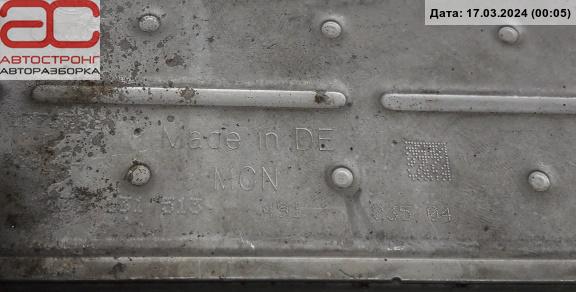 Дата: 17.03.2024 (00:05)
АС
АВТОСТРОНГ
АВТОРАЗБОРКА
Made in DE
MCN